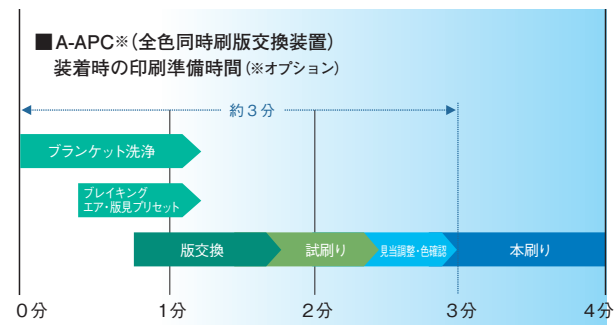 ■A-APC※(全色同時刷版交換装置)
装着時の印刷準備時間(※オプション)
約3分
ブランケット洗浄
ブレイキング
エア・版見プリセット
版交換
試刷り
見当調整・色確認
本刷り
0分
1分
2分
3分
4分